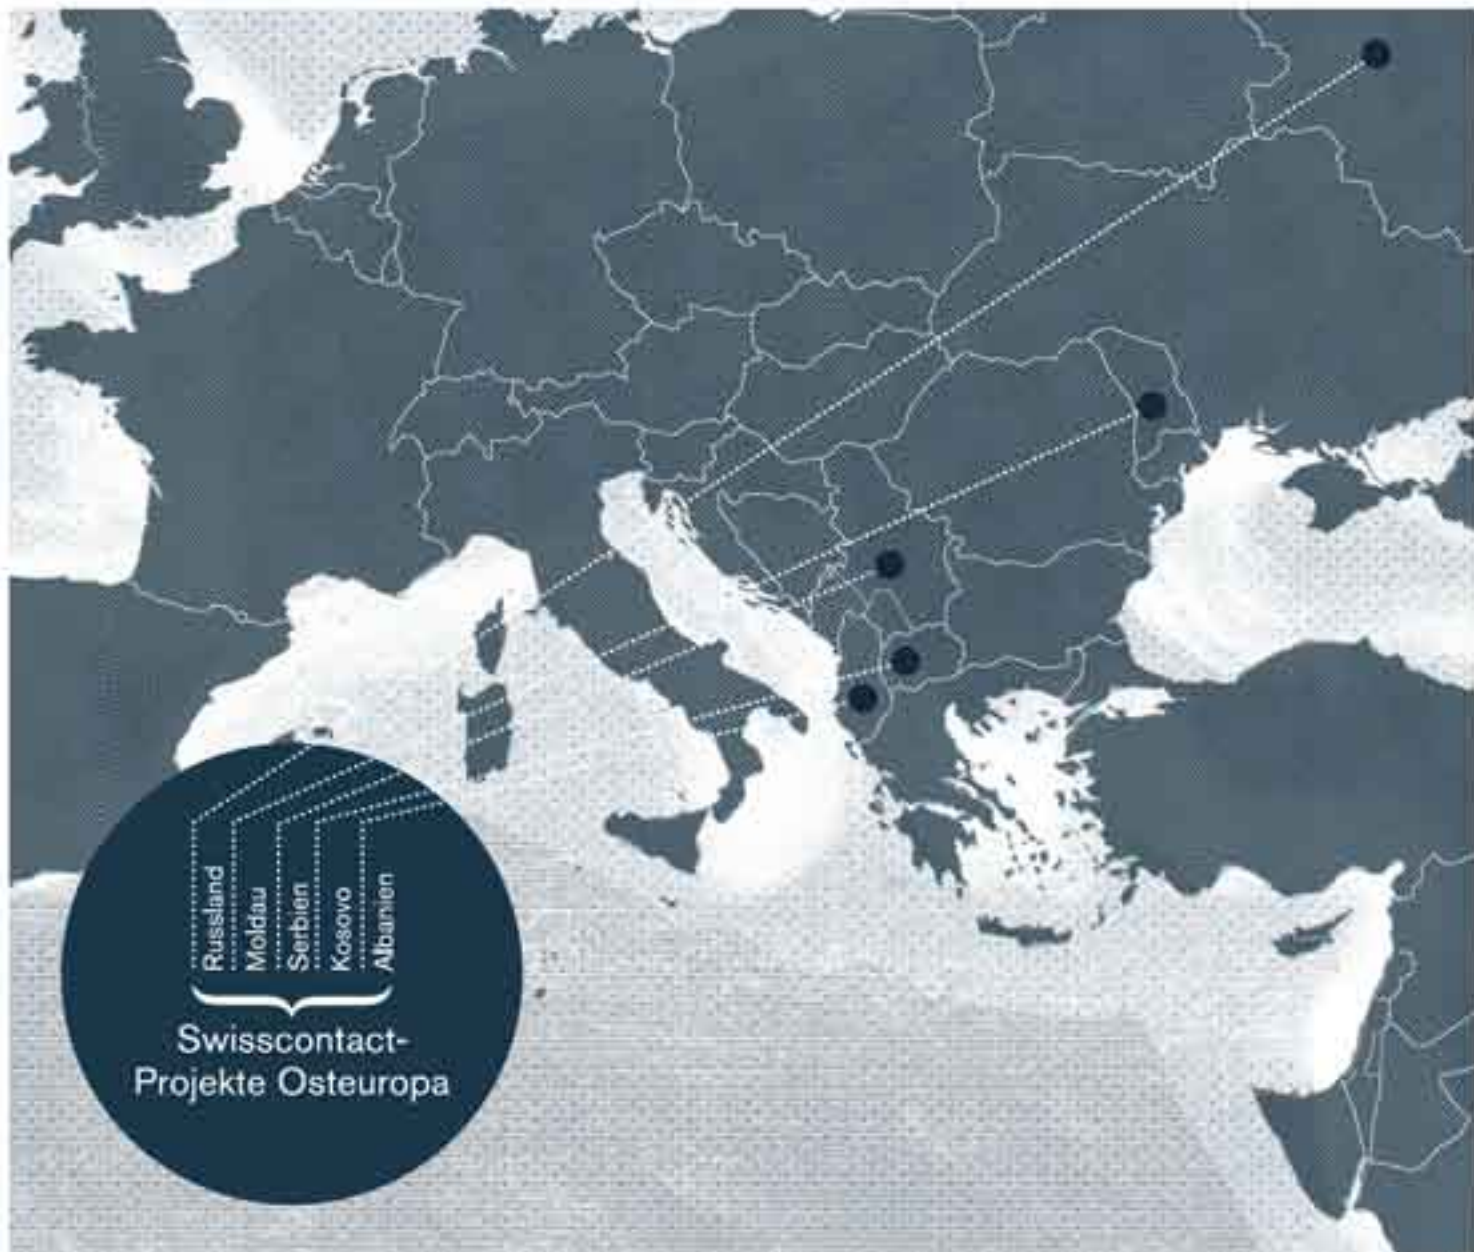 Russland
Moldau
Serbien
Kosovo
Albanien
Swisscontact-
Projekte Osteuropa